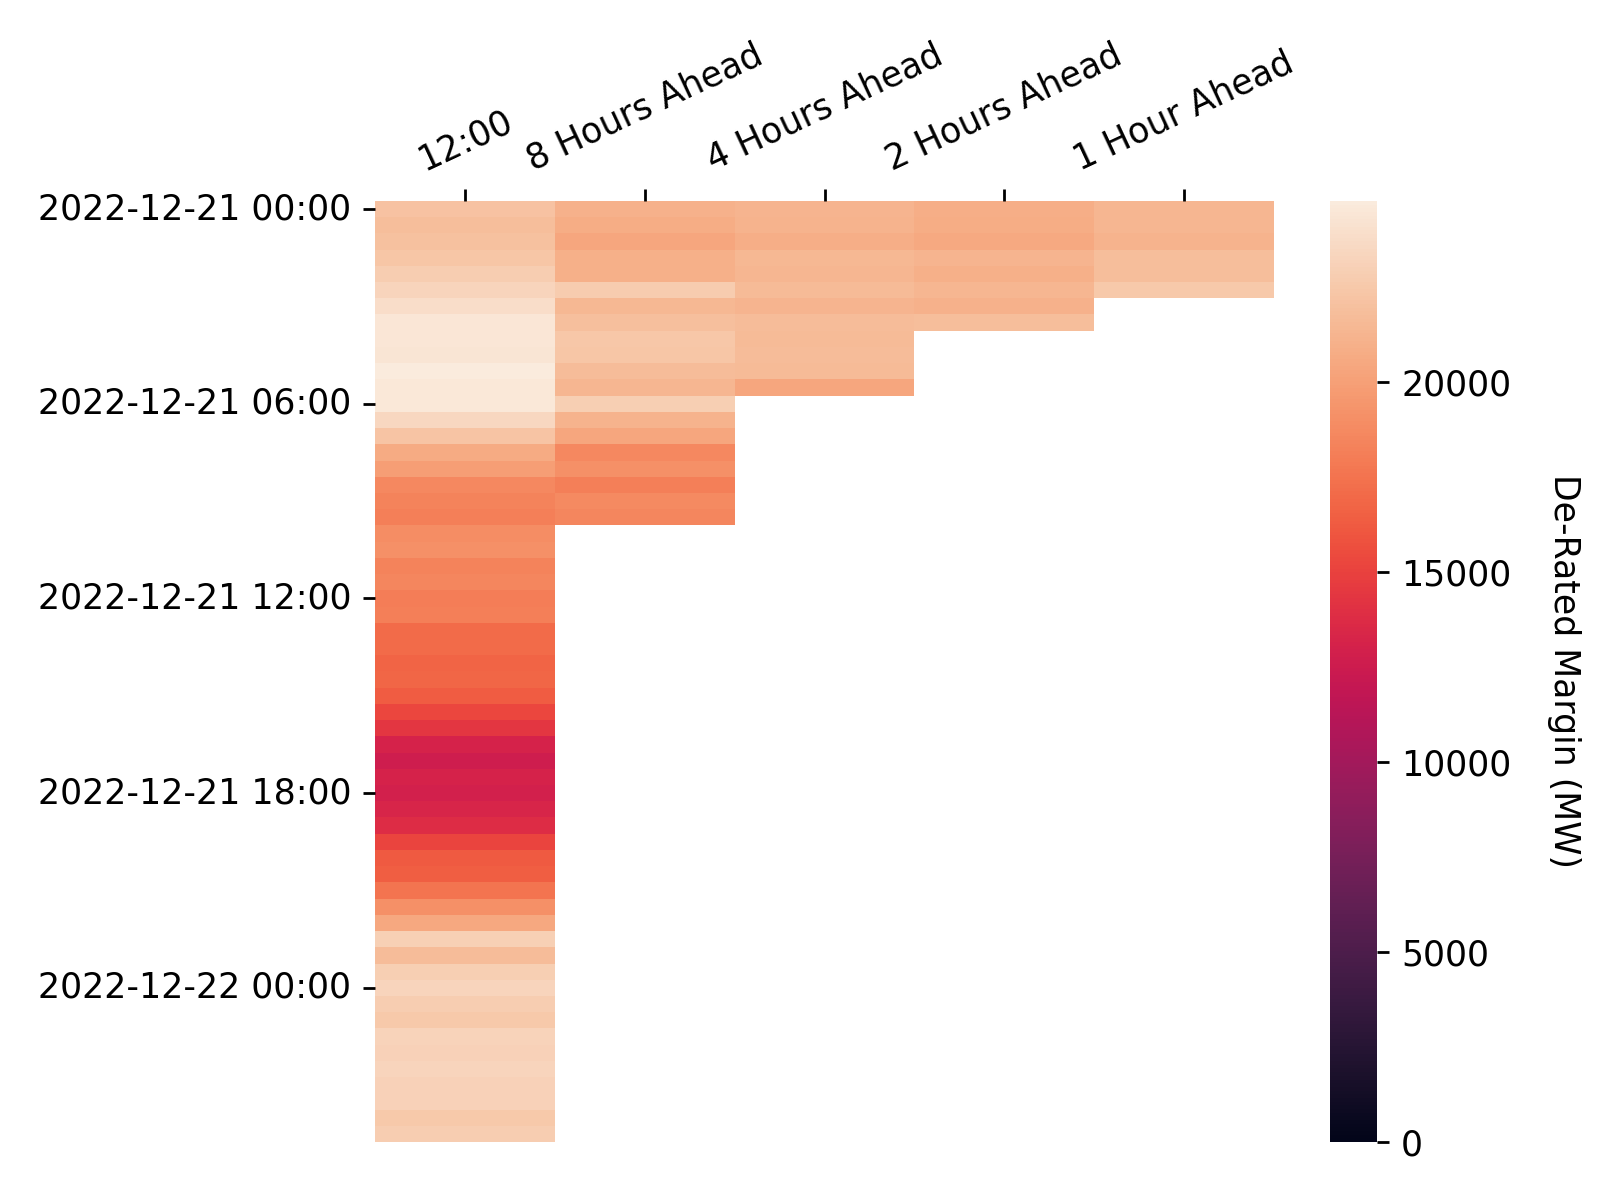 12:00
8 Hours Ahead
4 Hours Ahead
2 Hours Ahead
1 Hour Ahead
2022-12-21 00:00
2022-12-21 06:00
2022-12-21 12:00
2022-12-21 18:00
2022-12-22 00:00
20000
15000
10000
5000
0
De-Rated Margin (MW)